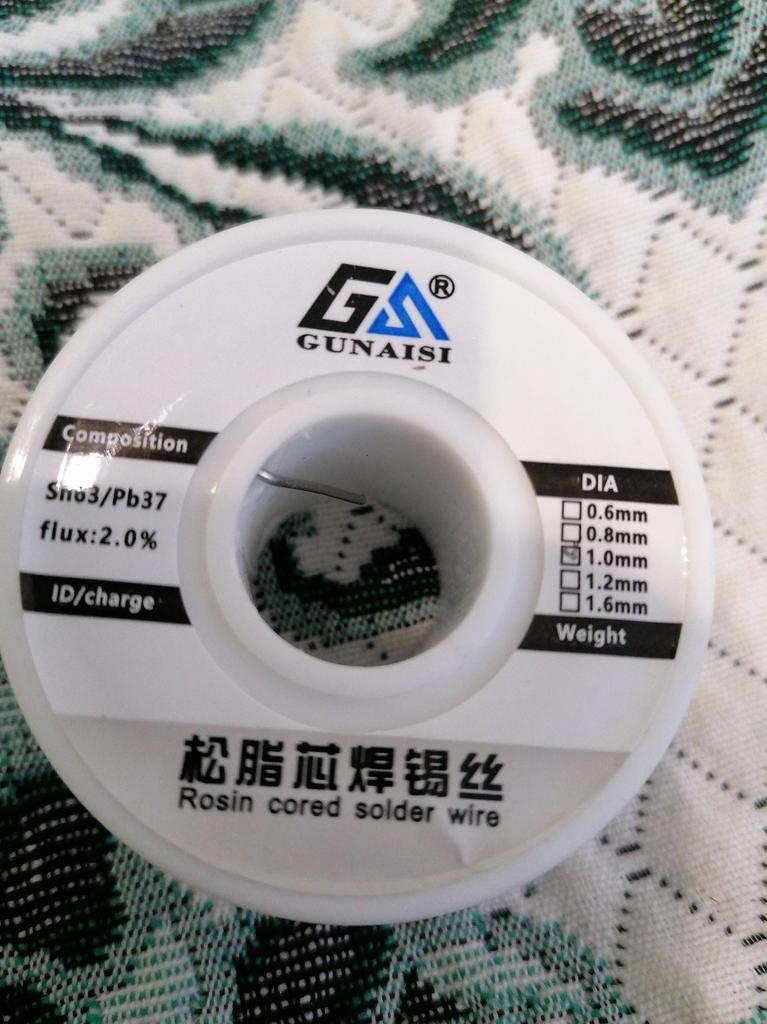 GS®
GUNAISI
Composition
Sn63/Pb37
flux:2.0%
ID/charge
DIA
0.6mm
0.8mm
1.0mm
1.2mm
1.6mm
Weight
松脂芯焊锡丝
Rosin cored solder wire